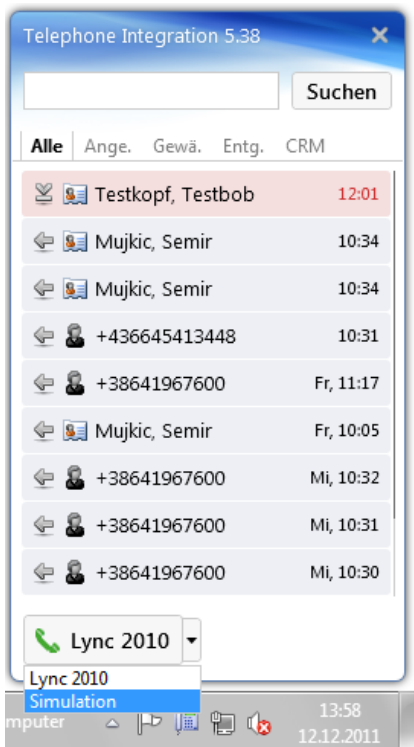 Telephone Integration 5.38
Suchen
Alle Ange. Gewä. Entg. CRM
Testkopf, Testbob 12:01
Mujkic, Semir 10:34
Mujkic, Semir 10:34
+436645413448 10:31
+38641967600 Fr, 11:17
Mujkic, Semir Fr, 10:05
+38641967600 Mi, 10:32
+38641967600 Mi, 10:31
+38641967600 Mi, 10:30
Lync 2010
Lync 2010
Simulation
mputer 13:58
12.12.2011